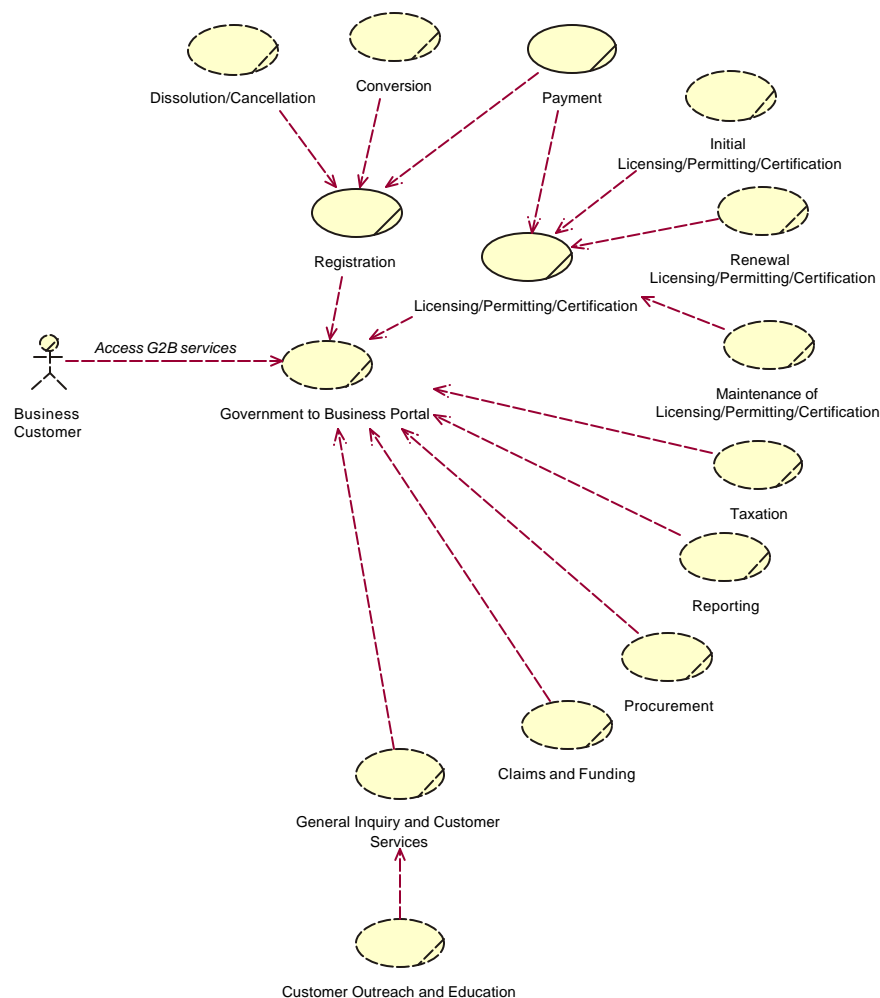 Dissolution/Cancellation
Conversion
Payment
Initial
Licensing/Permitting/Certification
Registration
Renewal
Licensing/Permitting/Certification
Licensing/Permitting/Certification
Access G2B services
Business
Customer
Government to Business Portal
Maintenance of
Licensing/Permitting/Certification
Taxation
Reporting
Procurement
Claims and Funding
General Inquiry and Customer
Services
Customer Outreach and Education